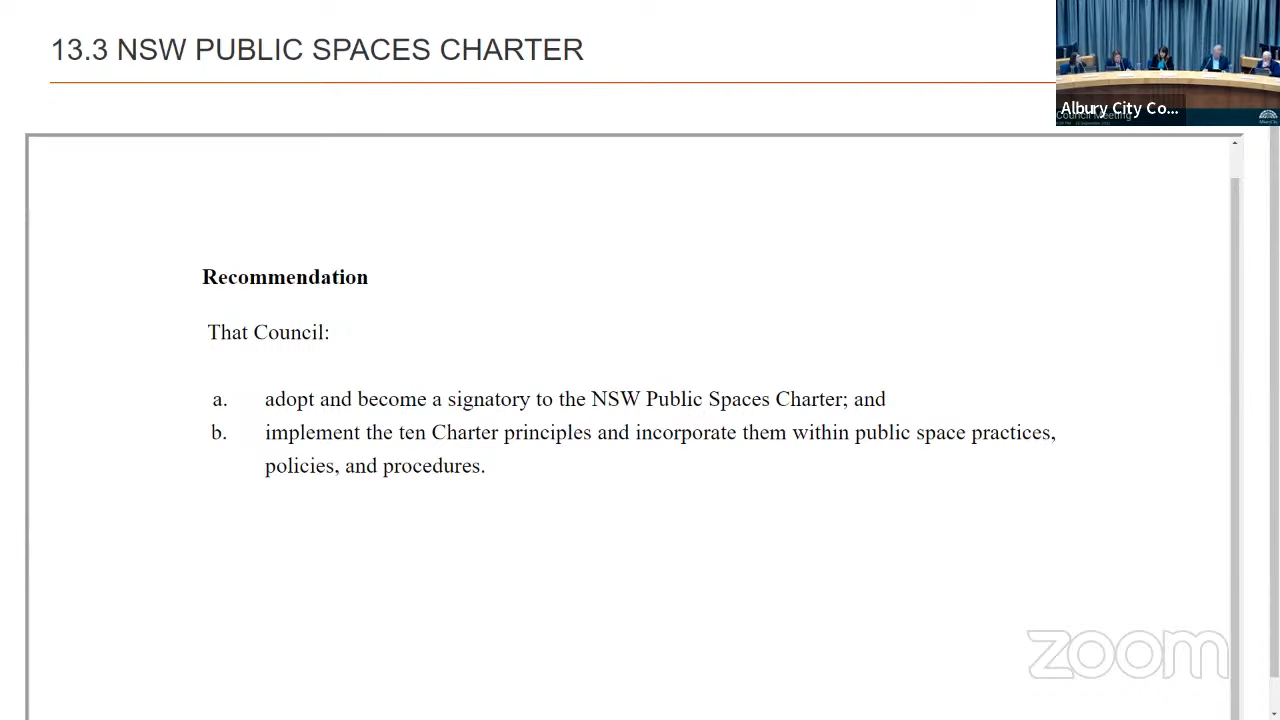 13.3 NSW PUBLIC SPACES CHARTER
Albury City Co...
Council Meeting
Recommendation
That Council:
a. adopt and become a signatory to the NSW Public Spaces Charter; and
b. implement the ten Charter principles and incorporate them within public space practices,
policies, and procedures.
zoom